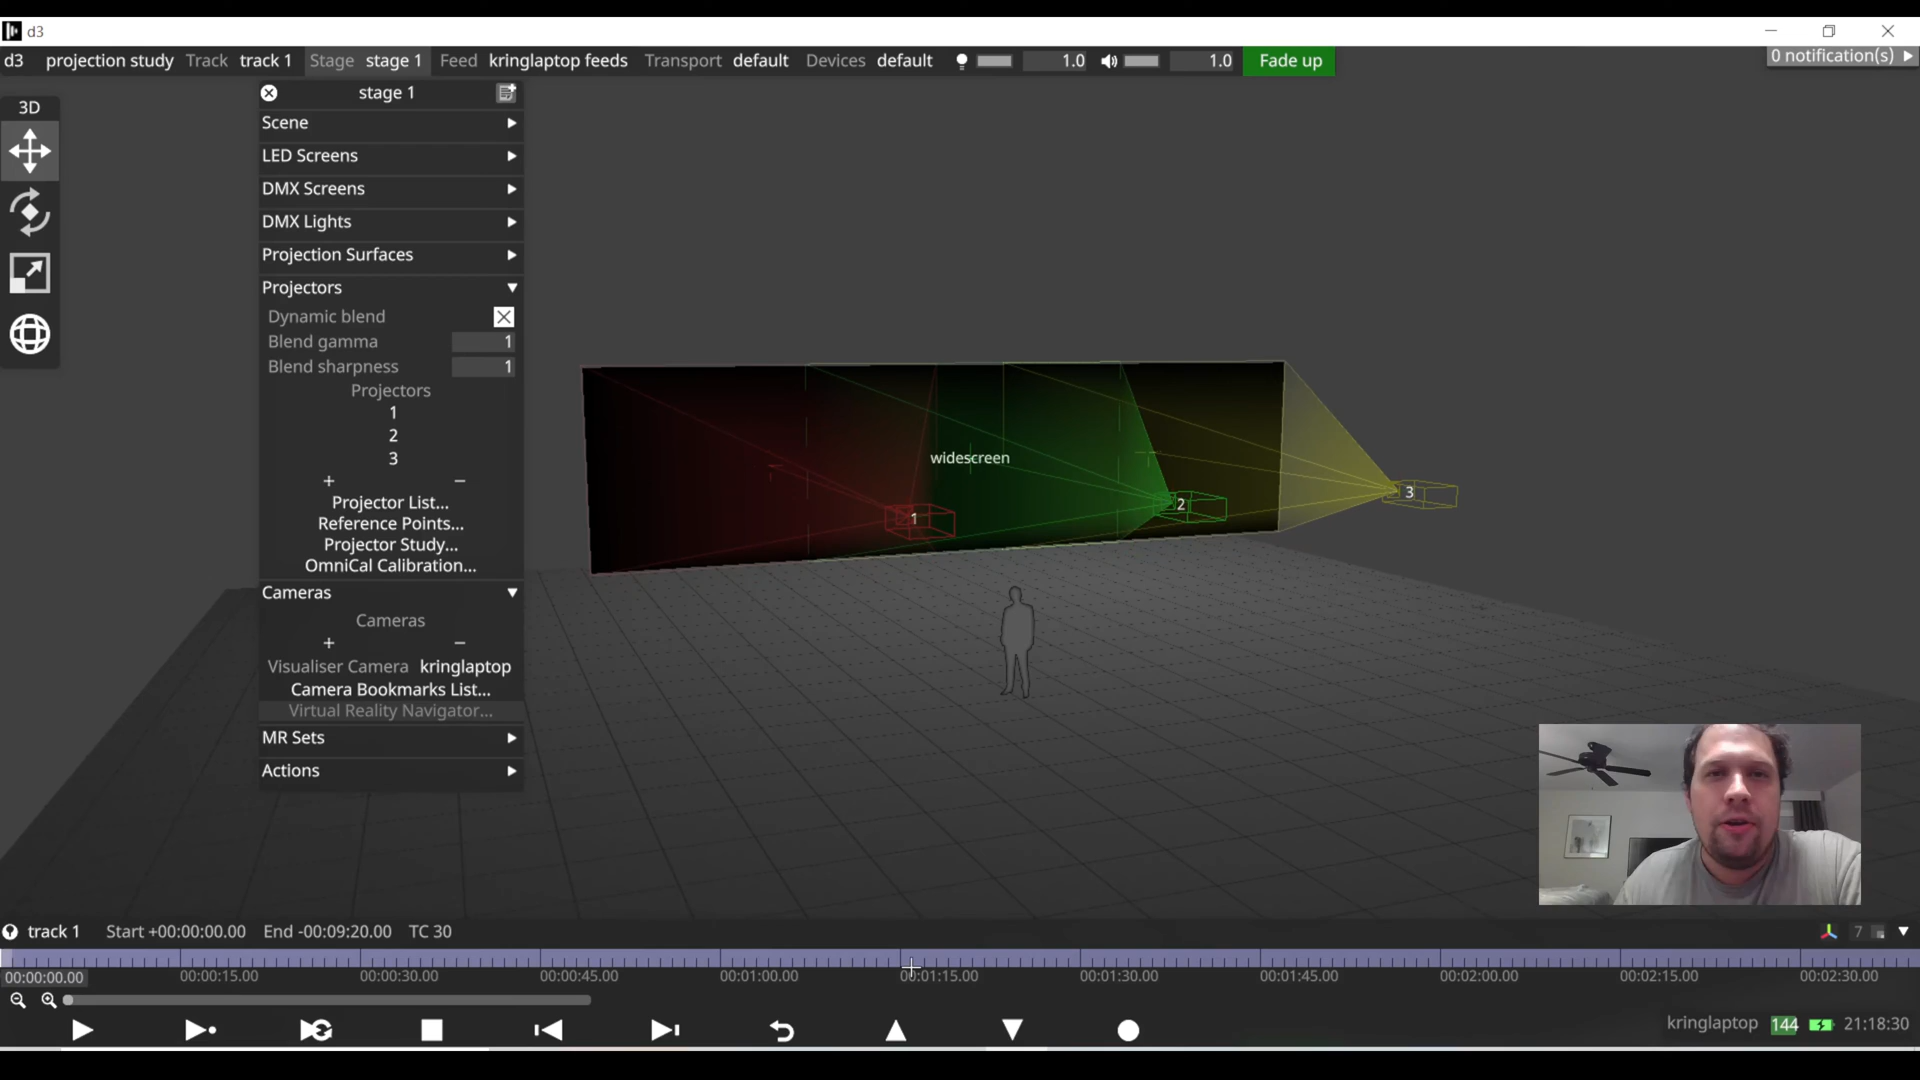 d3
d3 projection study Track track 1 Stage stage 1 Feed kringlaptop feeds Transport default Devices default 1.0 1.0 Fade up 0 notification(s)
3D
stage 1
Scene
LED Screens
DMX Screens
DMX Lights
Projection Surfaces
Projectors
Dynamic blend
Blend gamma 1
Blend sharpness 1
Projectors
1
2
3
+ −
Projector List...
Reference Points...
Projector Study...
OmniCal Calibration...
Cameras
Cameras
+ −
Visualiser Camera kringlaptop
Camera Bookmarks List...
Virtual Reality Navigator...
MR Sets
Actions
widescreen
1
2
3
track 1 Start +00:00:00.00 End -00:09:20.00 TC 30 7
00:00:00.00 00:00:15.00 00:00:30.00 00:00:45.00 00:01:00.00 00:01:15.00 00:01:30.00 00:01:45.00 00:02:00.00 00:02:15.00 00:02:30.00
kringlaptop 144 21:18:30